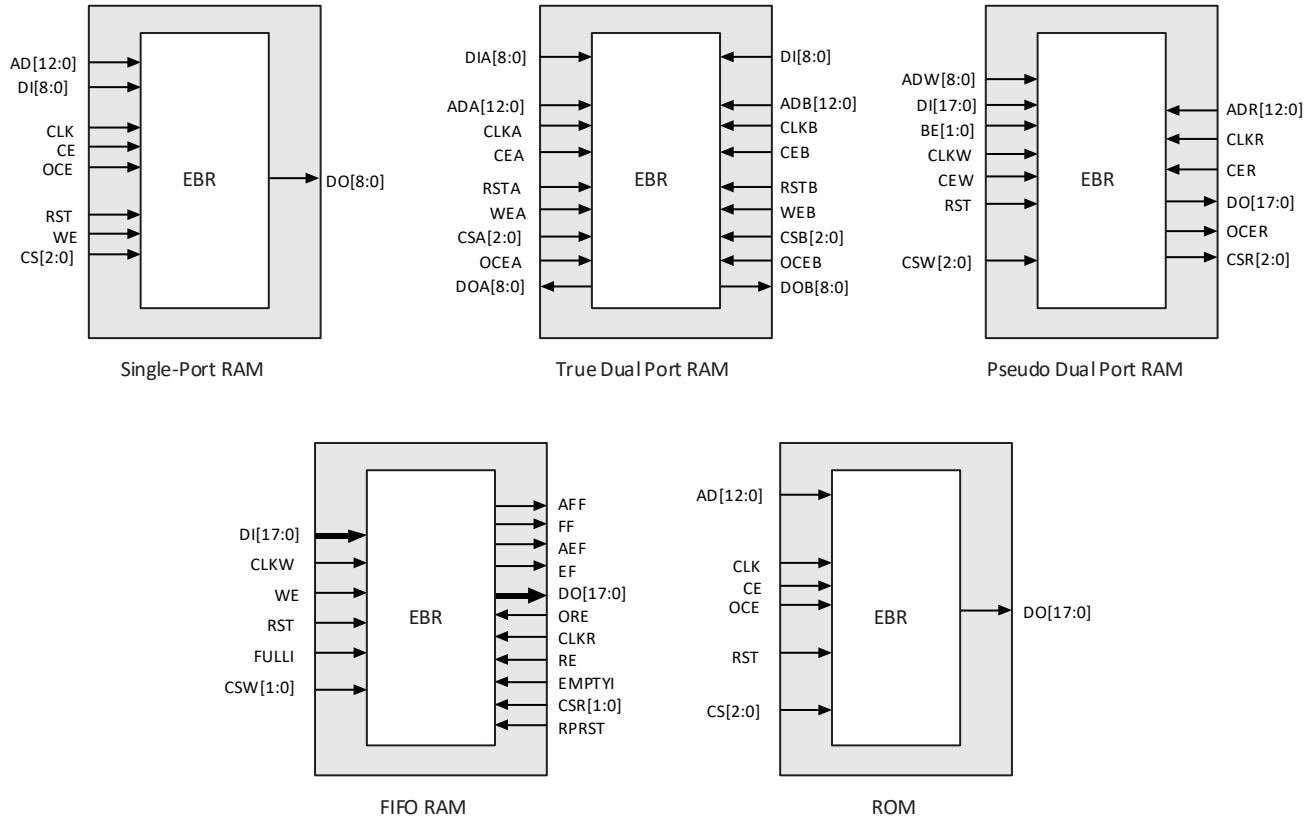 AD[12:0]
DI[8:0]
CLK
CE
OCE
RST
WE
CS[2:0]
EBR
DO[8:0]
Single-Port RAM
DIA[8:0]
ADA[12:0]
CLKA
CEA
RSTA
WEA
CSA[2:0]
OCEA
DOA[8:0]
EBR
DI[8:0]
ADB[12:0]
CLKB
CEB
RSTB
WEB
CSB[2:0]
OCEB
DOB[8:0]
True Dual Port RAM
ADW[8:0]
DI[17:0]
BE[1:0]
CLKW
CEW
RST
CSW[2:0]
EBR
ADR[12:0]
CLKR
CER
DO[17:0]
OCER
CSR[2:0]
Pseudo Dual Port RAM
DI[17:0]
CLKW
WE
RST
FULLI
CSW[1:0]
EBR
AFF
FF
AEF
EF
DO[17:0]
ORE
CLKR
RE
EMPTYI
CSR[1:0]
RPRST
FIFO RAM
AD[12:0]
CLK
CE
OCE
RST
CS[2:0]
EBR
DO[17:0]
ROM